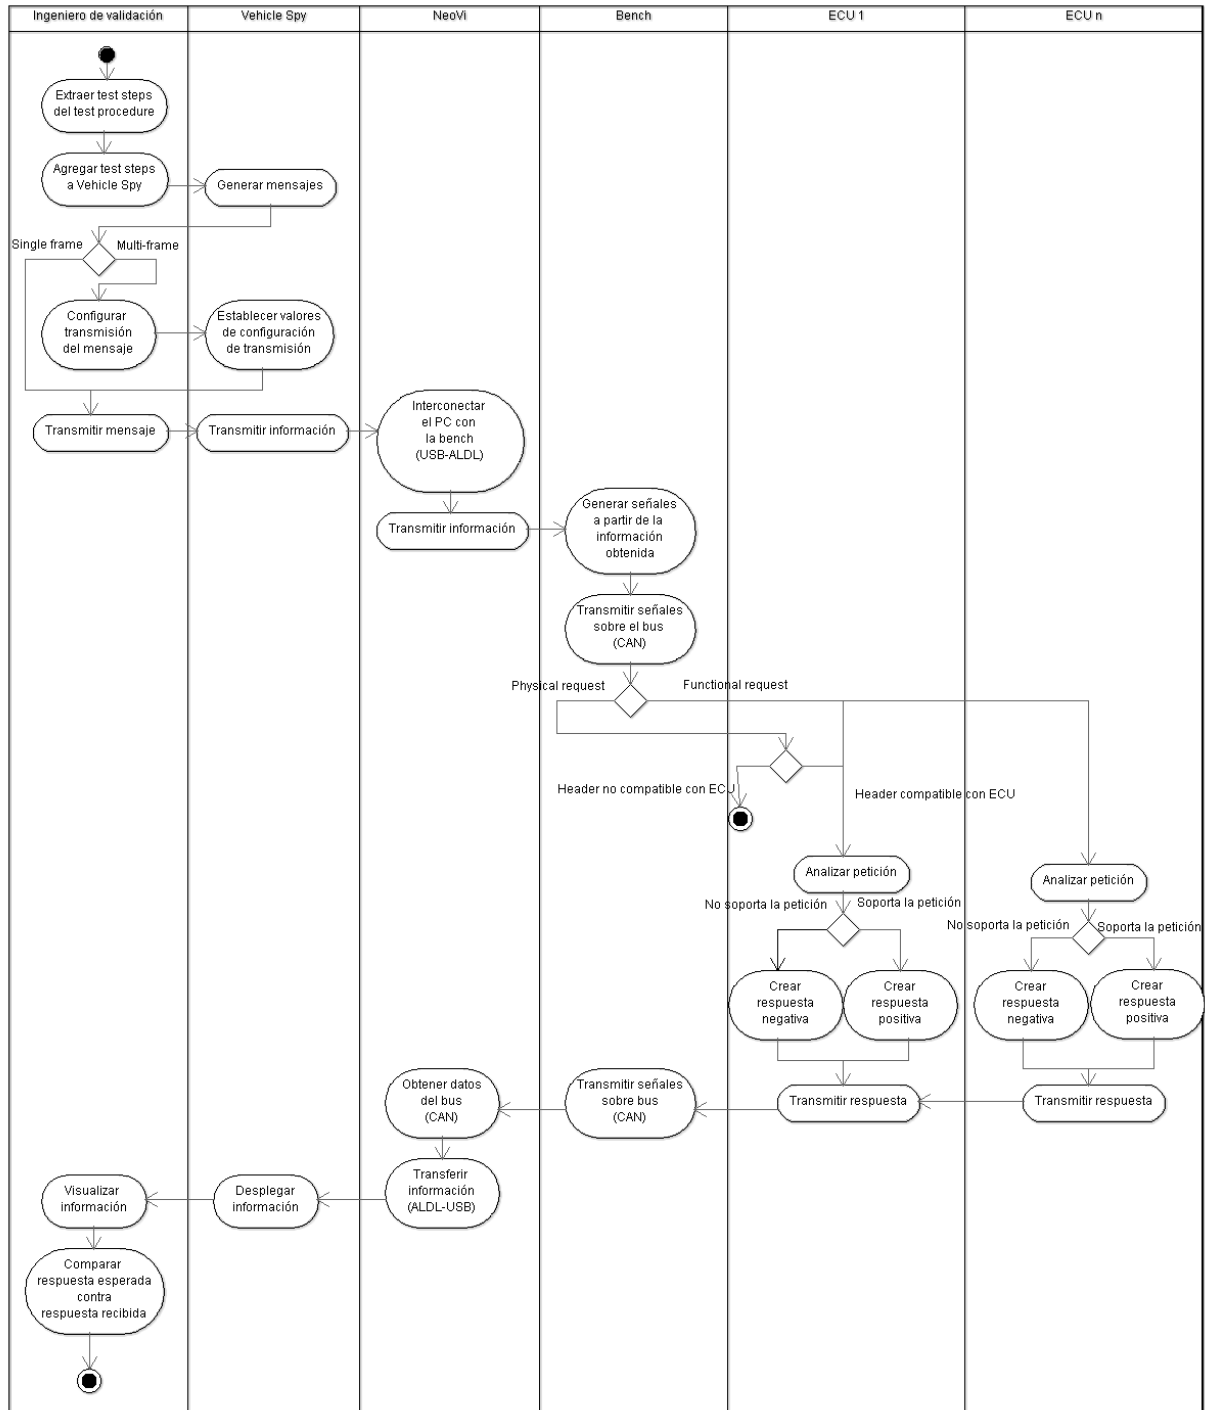 Ingeniero de validación
Vehicle Spy
NeoVi
Bench
ECU 1
ECU n
Extraer test steps
del test procedure
Agregar test steps
a Vehicle Spy
Generar mensajes
Single frame
Multi-frame
Configurar
transmisión
del mensaje
Establecer valores
de configuración
de transmisión
Transmitir mensaje
Transmitir información
Interconectar
el PC con
la bench
(USB-ALDL)
Transmitir información
Generar señales
a partir de la
información
obtenida
Transmitir señales
sobre el bus
(CAN)
Physical request
Functional request
Header no compatible con ECU
Header compatible con ECU
Analizar petición
Analizar petición
No soporta la petición
Soporta la petición
No soporta la petición
Soporta la petición
Crear
respuesta
negativa
Crear
respuesta
positiva
Crear
respuesta
negativa
Crear
respuesta
positiva
Obtener datos
del bus
(CAN)
Transmitir señales
sobre bus
(CAN)
Transmitir respuesta
Transmitir respuesta
Visualizar
información
Desplegar
información
Transferir
información
(ALDL-USB)
Comparar
respuesta esperada
contra
respuesta recibida